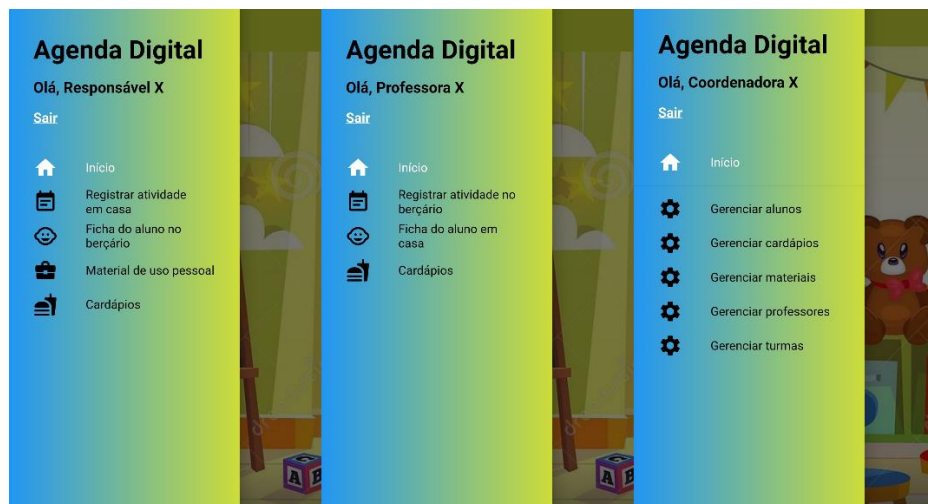 Agenda Digital
Olá, Responsável X
Sair
Início
Registrar atividade
em casa
Ficha do aluno no
berçário
Material de uso pessoal
Cardápios
Agenda Digital
Olá, Professora X
Sair
Início
Registrar atividade no
berçário
Ficha do aluno em
casa
Cardápios
Agenda Digital
Olá, Coordenadora X
Sair
Início
Gerenciar alunos
Gerenciar cardápios
Gerenciar materiais
Gerenciar professores
Gerenciar turmas
A B
A B